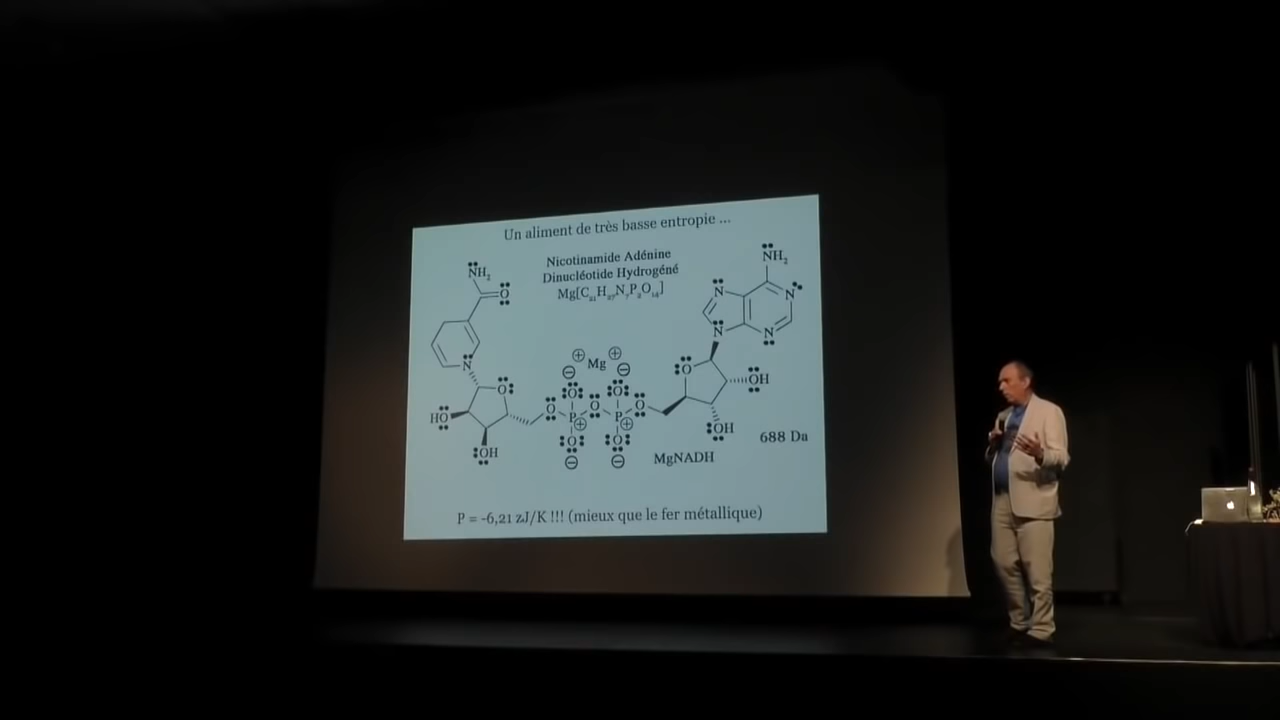 Un aliment de très basse entropie ...
Nicotinamide Adénine
Dinucléotide Hydrogéné
Mg[C₂₁H₂₇N₇P₂O₁₄]
NH₂
O
N
O
HO
OH
O
P
O
O
O
Mg
O
P
O
O
O
OH
OH
N
N
N
N
NH₂
MgNADH
688 Da
P = -6,21 zJ/K !!! (mieux que le fer métallique)